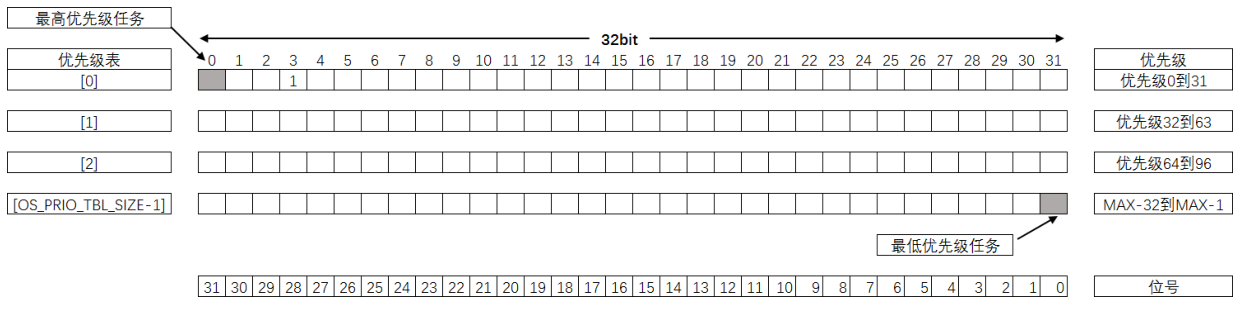 最高优先级任务
32bit
优先级表 0 1 2 3 4 5 6 7 8 9 10 11 12 13 14 15 16 17 18 19 20 21 22 23 24 25 26 27 28 29 30 31 优先级
[0] 1 优先级0到31
[1] 优先级32到63
[2] 优先级64到96
[OS_PRIO_TBL_SIZE-1] MAX-32到MAX-1
最低优先级任务
31 30 29 28 27 26 25 24 23 22 21 20 19 18 17 16 15 14 13 12 11 10 9 8 7 6 5 4 3 2 1 0 位号